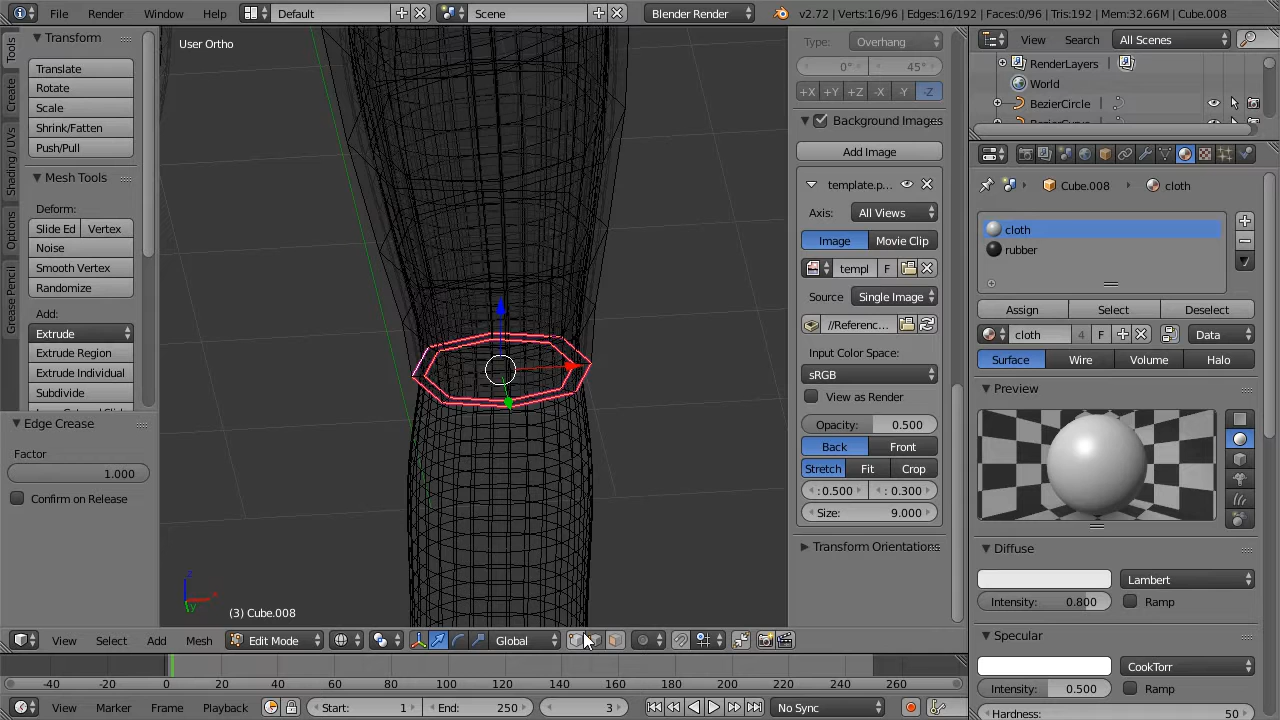 File Render Window Help Default Scene Blender Render v2.72 | Verts:16/96 | Edges:16/192 | Faces:0/96 | Tris:192 | Mem:32.66M | Cube.008
Tools
Create
Shading / UVs
Options
Grease Pencil
Transform
Translate
Rotate
Scale
Shrink/Fatten
Push/Pull
Mesh Tools
Deform:
Slide Ed Vertex
Noise
Smooth Vertex
Randomize
Add:
Extrude
Extrude Region
Extrude Individual
Subdivide
Edge Crease
Factor
1.000
Confirm on Release
User Ortho
z
x
y
(3) Cube.008
Type: Overhang
0° 45°
+X +Y +Z -X -Y -Z
Background Images
Add Image
template.p...
Axis: All Views
Image Movie Clip
templ F
Source Single Image
//Referenc...
Input Color Space:
sRGB
View as Render
Opacity: 0.500
Back Front
Stretch Fit Crop
: 0.500 : 0.300
Size: 9.000
Transform Orientations
View Search All Scenes
RenderLayers
World
BezierCircle
Cube.008 cloth
cloth
rubber
Assign Select Deselect
cloth 4 F Data
Surface Wire Volume Halo
Preview
Diffuse
Lambert
Intensity: 0.800 Ramp
Specular
CookTorr
Intensity: 0.500 Ramp
Hardness: 50
View Select Add Mesh Edit Mode Global
-40 -20 0 20 40 60 80 100 120 140 160 180 200 220 240 260
View Marker Frame Playback Start: 1 End: 250 3 No Sync